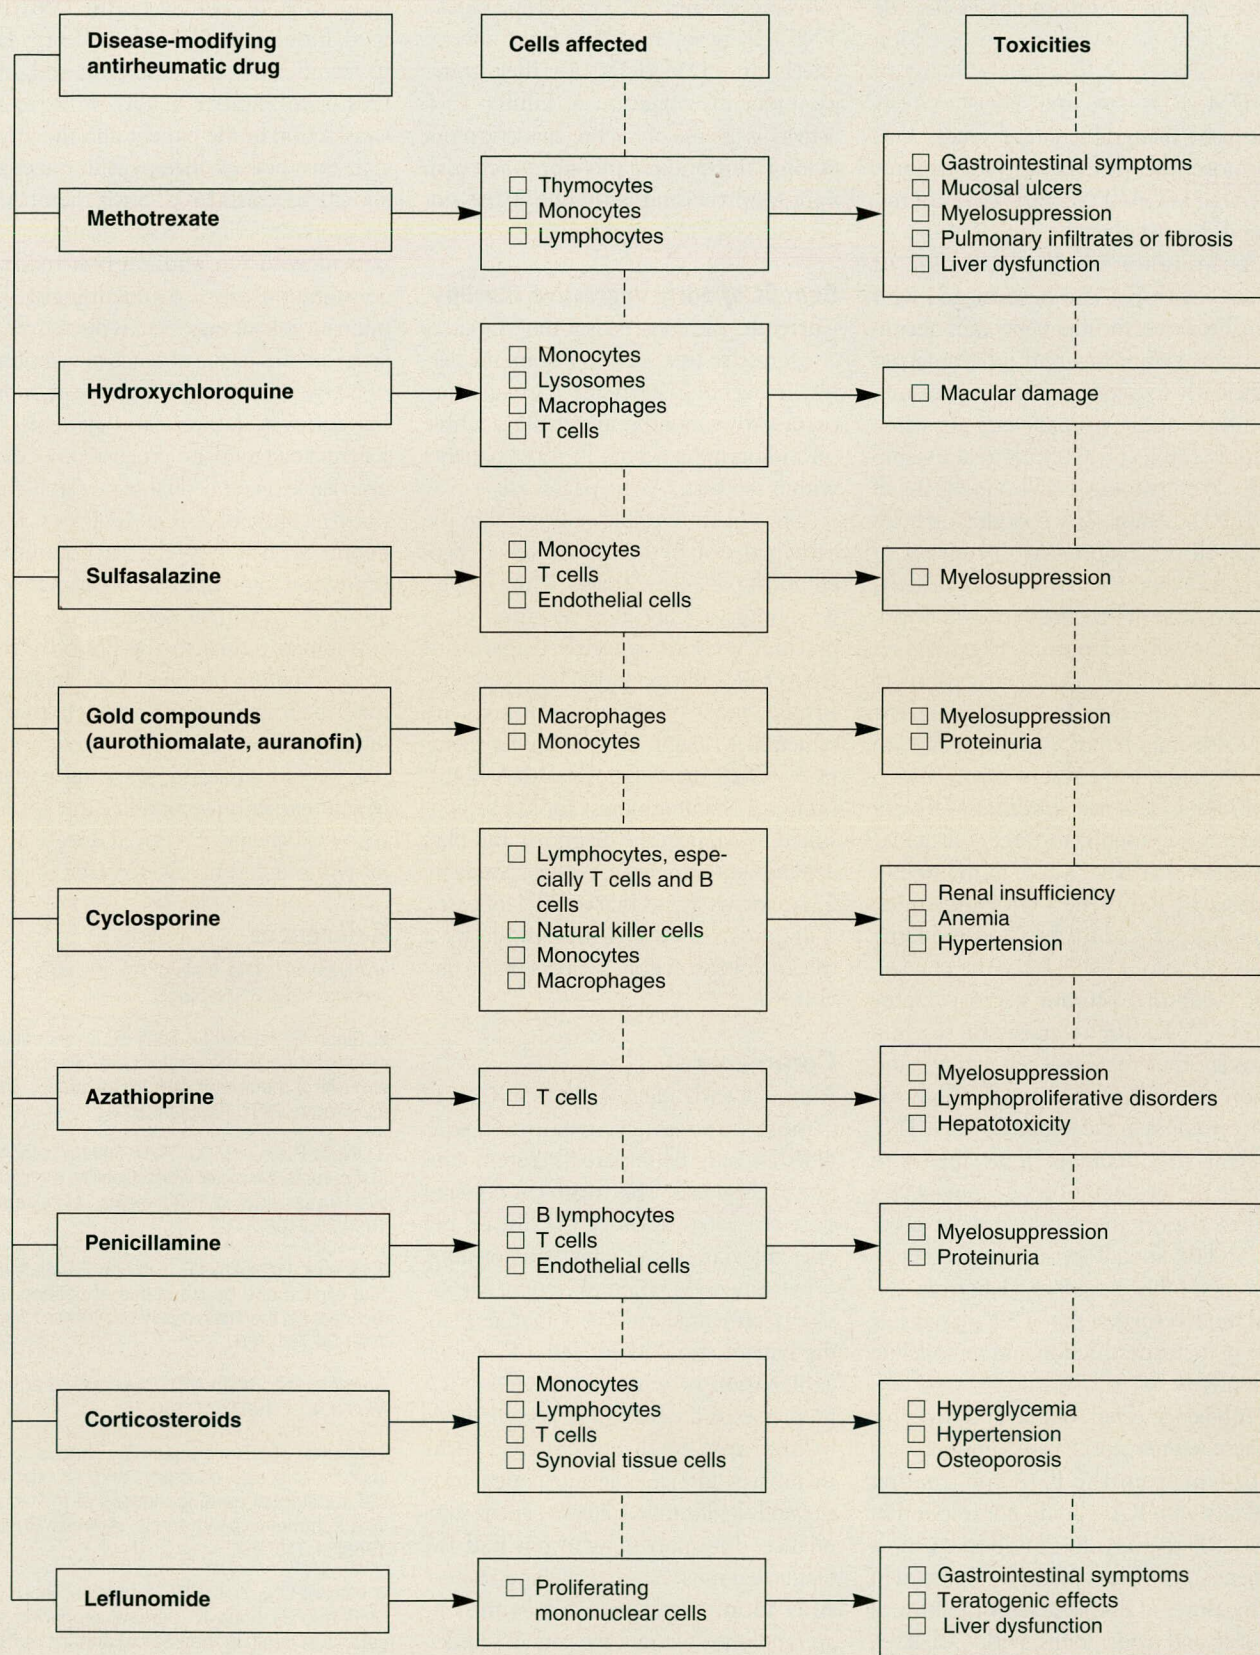 Disease-modifying
antirheumatic drug
Cells affected
Toxicities
Methotrexate
☐ Thymocytes
☐ Monocytes
☐ Lymphocytes
☐ Gastrointestinal symptoms
☐ Mucosal ulcers
☐ Myelosuppression
☐ Pulmonary infiltrates or fibrosis
☐ Liver dysfunction
Hydroxychloroquine
☐ Monocytes
☐ Lysosomes
☐ Macrophages
☐ T cells
☐ Macular damage
Sulfasalazine
☐ Monocytes
☐ T cells
☐ Endothelial cells
☐ Myelosuppression
Gold compounds
(aurothiomalate, auranofin)
☐ Macrophages
☐ Monocytes
☐ Myelosuppression
☐ Proteinuria
Cyclosporine
☐ Lymphocytes, espe-
cially T cells and B
cells
☐ Natural killer cells
☐ Monocytes
☐ Macrophages
☐ Renal insufficiency
☐ Anemia
☐ Hypertension
Azathioprine
☐ T cells
☐ Myelosuppression
☐ Lymphoproliferative disorders
☐ Hepatotoxicity
Penicillamine
☐ B lymphocytes
☐ T cells
☐ Endothelial cells
☐ Myelosuppression
☐ Proteinuria
Corticosteroids
☐ Monocytes
☐ Lymphocytes
☐ T cells
☐ Synovial tissue cells
☐ Hyperglycemia
☐ Hypertension
☐ Osteoporosis
Leflunomide
☐ Proliferating
mononuclear cells
☐ Gastrointestinal symptoms
☐ Teratogenic effects
☐ Liver dysfunction